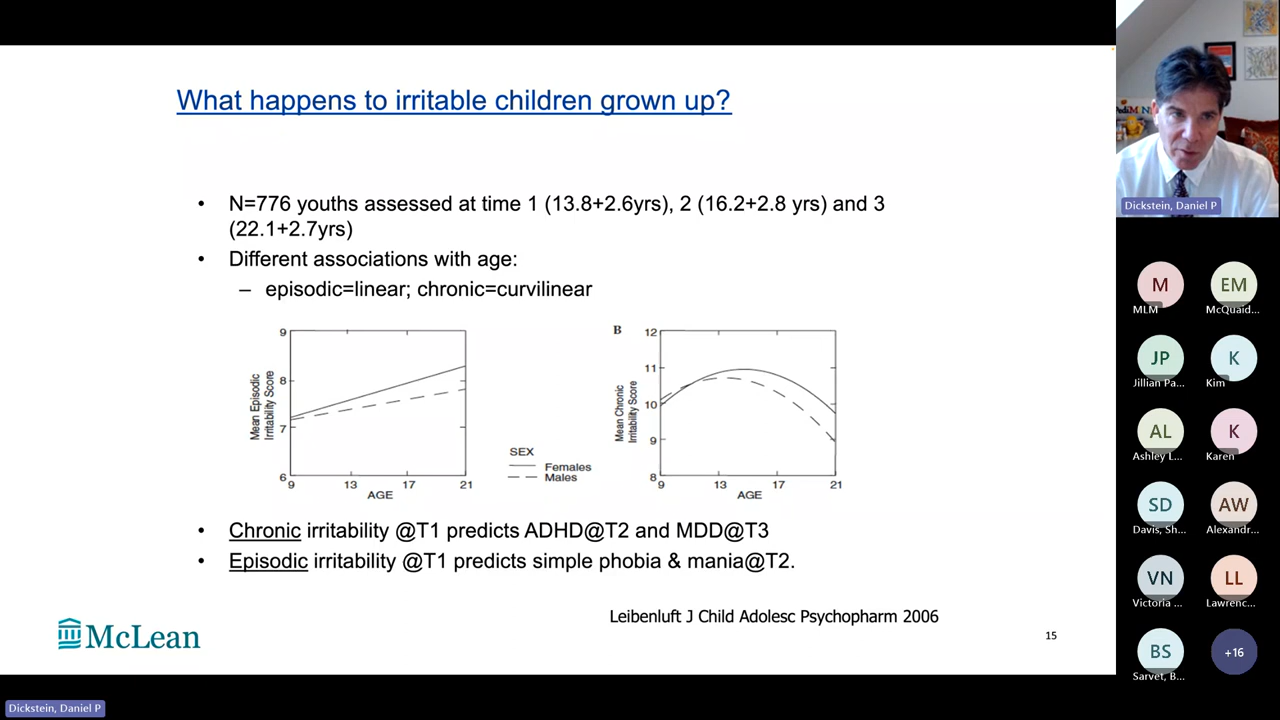 What happens to irritable children grown up?
• N=776 youths assessed at time 1 (13.8+2.6yrs), 2 (16.2+2.8 yrs) and 3
(22.1+2.7yrs)
• Different associations with age:
– episodic=linear; chronic=curvilinear
9
8
7
6
Mean Episodic
Irritability Score
9 13 17 21
AGE
SEX
Females
Males
B
12
11
10
9
8
Mean Chronic
Irritability Score
9 13 17 21
AGE
• Chronic irritability @T1 predicts ADHD@T2 and MDD@T3
• Episodic irritability @T1 predicts simple phobia & mania@T2.
Leibenluft J Child Adolesc Psychopharm 2006
McLean
15
Dickstein, Daniel P
Dickstein, Daniel P
M
MLM
EM
McQuaid...
JP
Jillian Pa...
K
Kim
AL
Ashley L...
K
Karen
SD
Davis, Sh...
AW
Alexandr...
VN
Victoria ...
LL
Lawrenc...
BS
Sarvet, B...
+16